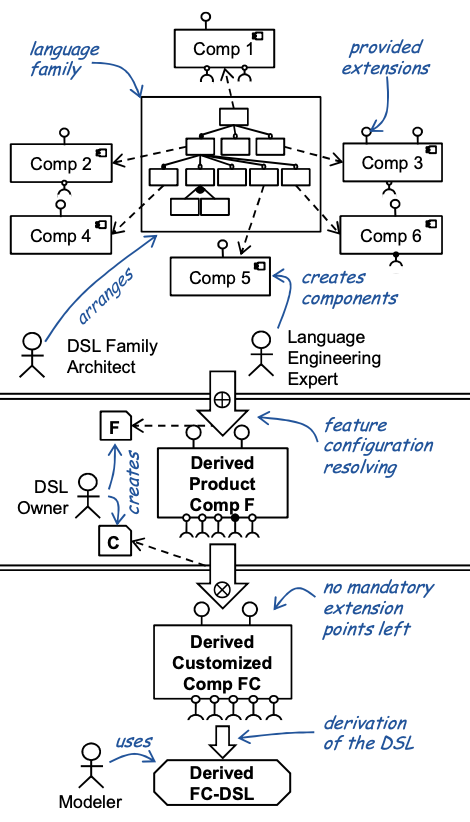 Comp 1
language
family
provided
extensions
Comp 2
Comp 3
Comp 4
Comp 6
Comp 5
arranges
creates
components
DSL Family
Architect
Language
Engineering
Expert
F
feature
configuration
resolving
Derived
Product
Comp F
DSL
Owner
creates
C
no mandatory
extension
points left
Derived
Customized
Comp FC
derivation
of the DSL
uses
Modeler
Derived
FC-DSL